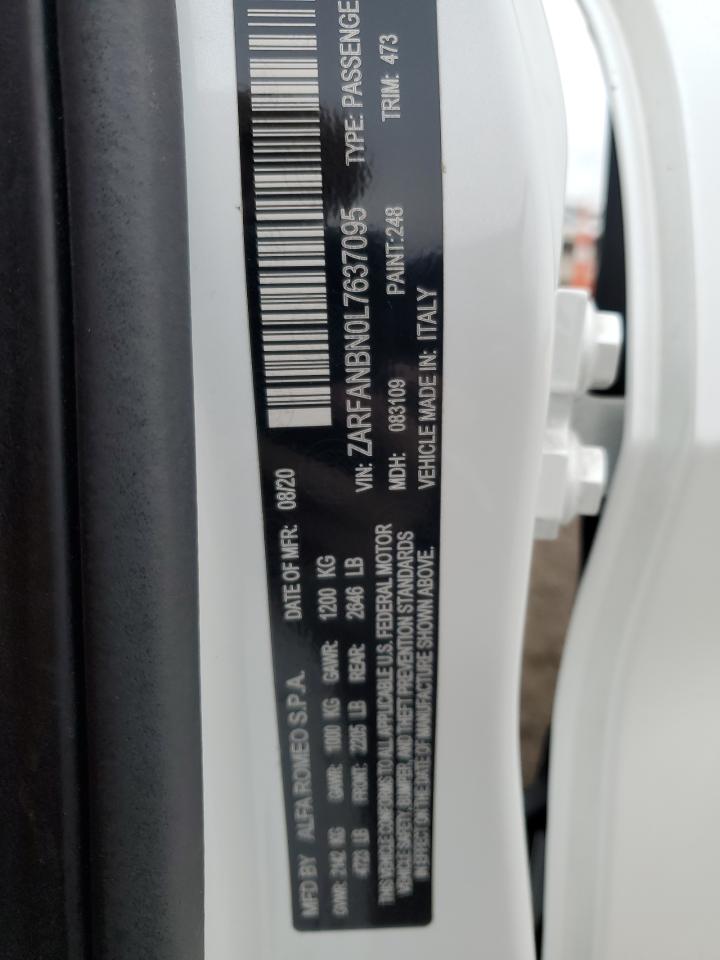 MFD BY ALFA ROMEO S.P.A. DATE OF MFR: 08/20
GVWR: 2142 KG GAWR: 1000 KG GAWR: 1200 KG
4723 LB FRONT: 2205 LB REAR: 2646 LB
THIS VEHICLE CONFORMS TO ALL APPLICABLE U.S. FEDERAL MOTOR
VEHICLE SAFETY, BUMPER, AND THEFT PREVENTION STANDARDS
IN EFFECT ON THE DATE OF MANUFACTURE SHOWN ABOVE.
VIN: ZARFANBN0L7637095 TYPE: PASSENGE
MDH: 083109 PAINT:248 TRIM: 473
VEHICLE MADE IN: ITALY